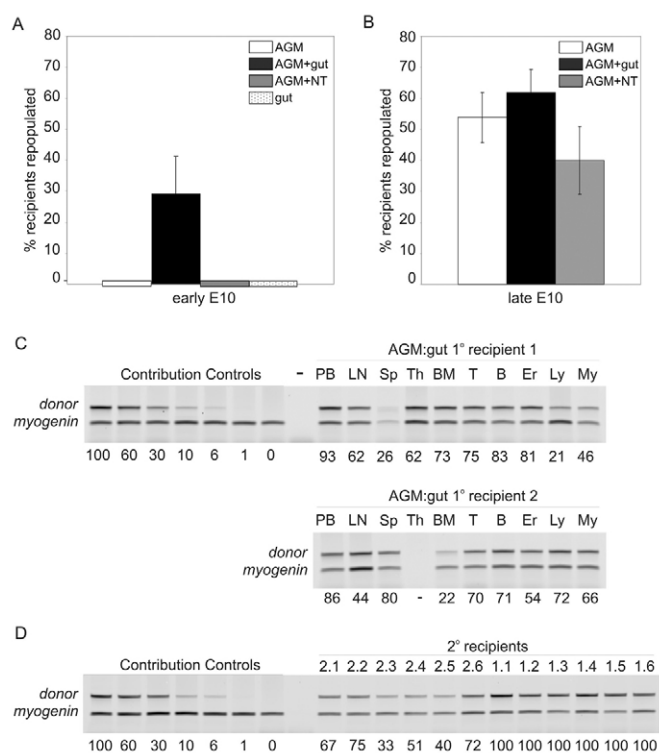 A
B
80
70
60
50
40
30
20
10
0
% recipients repopulated
AGM
AGM+gut
AGM+NT
gut
early E10
80
70
60
50
40
30
20
10
0
% recipients repopulated
AGM
AGM+gut
AGM+NT
late E10
C
AGM:gut 1° recipient 1
Contribution Controls - PB LN Sp Th BM T B Er Ly My
donor
myogenin
100 60 30 10 6 1 0 93 62 26 62 73 75 83 81 21 46
AGM:gut 1° recipient 2
PB LN Sp Th BM T B Er Ly My
donor
myogenin
86 44 80 - 22 70 71 54 72 66
D
2° recipients
Contribution Controls 2.1 2.2 2.3 2.4 2.5 2.6 1.1 1.2 1.3 1.4 1.5 1.6
donor
myogenin
100 60 30 10 6 1 0 67 75 33 51 40 72 100 100 100 100 100 100